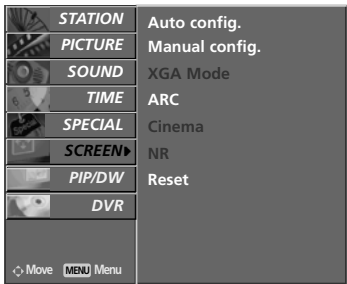 STATION
PICTURE
SOUND
TIME
SPECIAL
SCREEN
PIP/DW
DVR
Auto config.
Manual config.
XGA Mode
ARC
Cinema
NR
Reset
Move MENU Menu